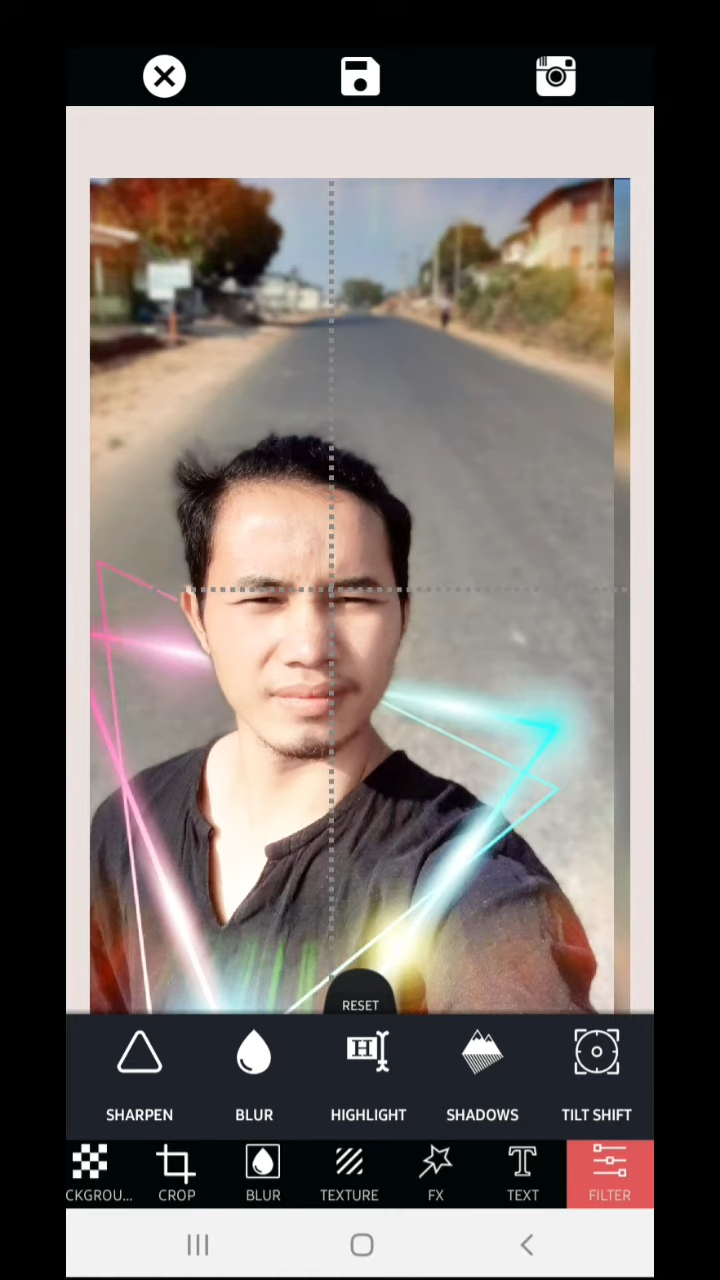 RESET
SHARPEN BLUR HIGHLIGHT SHADOWS TILT SHIFT
CKGROU... CROP BLUR TEXTURE FX TEXT FILTER